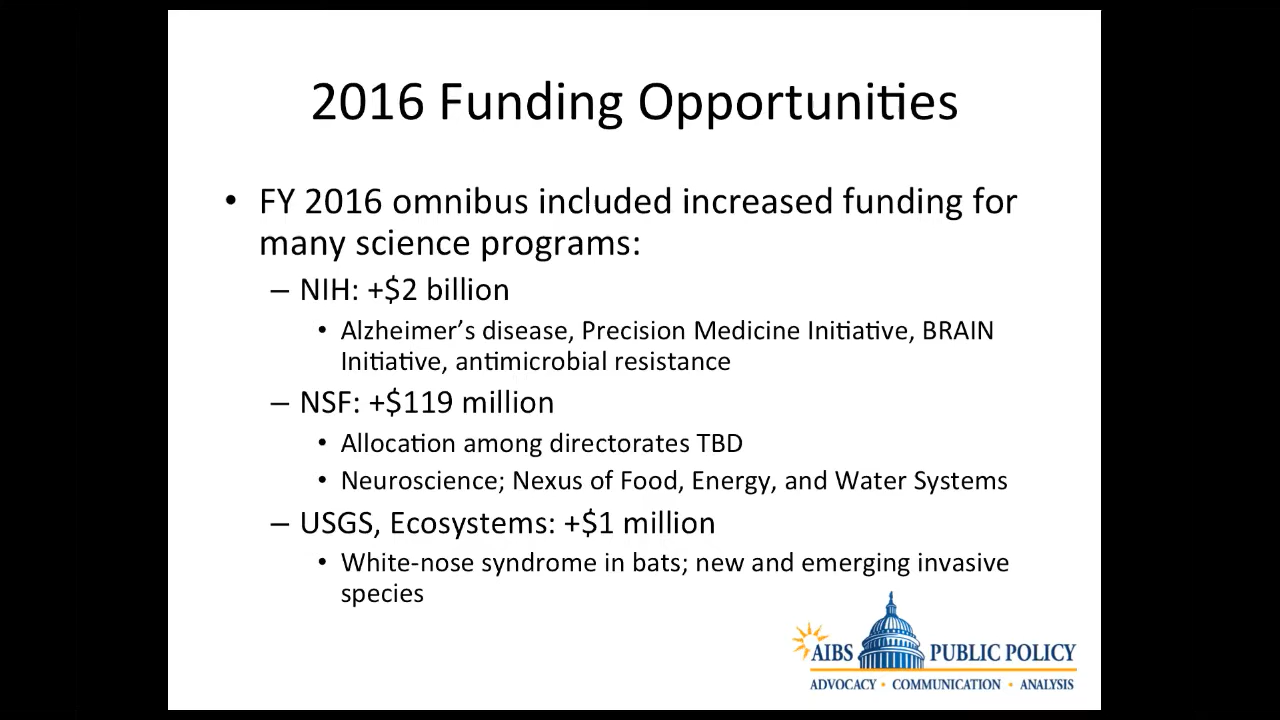 2016 Funding Opportunities
• FY 2016 omnibus included increased funding for
many science programs:
– NIH: +$2 billion
• Alzheimer’s disease, Precision Medicine Initiative, BRAIN
Initiative, antimicrobial resistance
– NSF: +$119 million
• Allocation among directorates TBD
• Neuroscience; Nexus of Food, Energy, and Water Systems
– USGS, Ecosystems: +$1 million
• White-nose syndrome in bats; new and emerging invasive
species
AIBS PUBLIC POLICY
ADVOCACY • COMMUNICATION • ANALYSIS